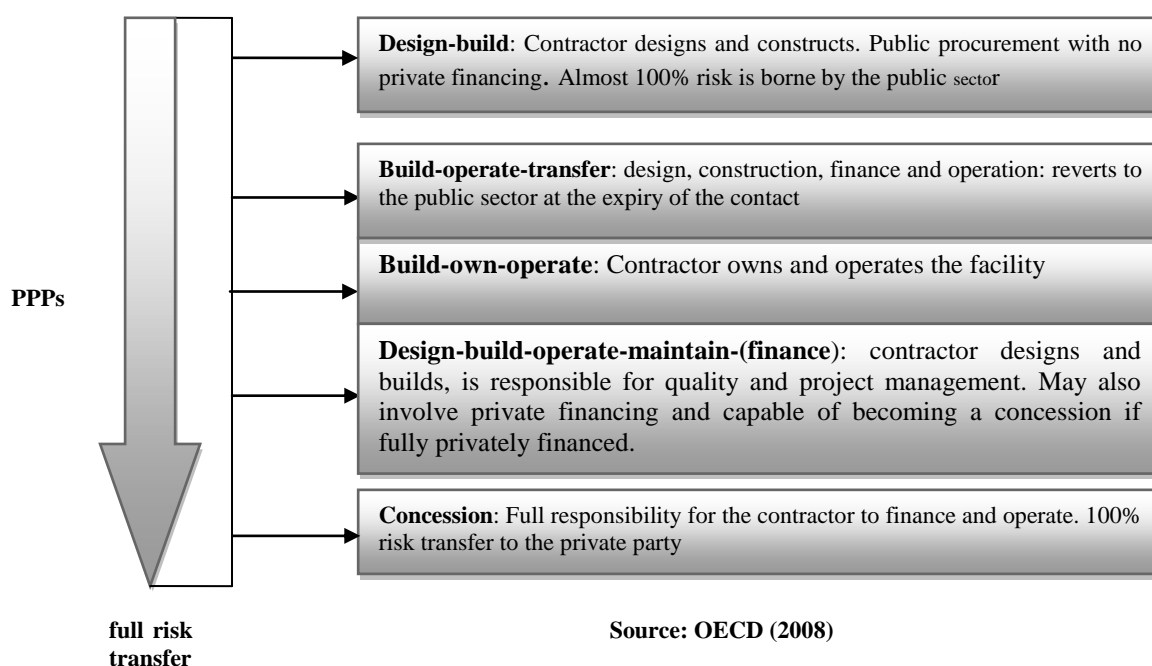 Design-build: Contractor designs and constructs. Public procurement with no
private financing. Almost 100% risk is borne by the public sector
Build-operate-transfer: design, construction, finance and operation: reverts to
the public sector at the expiry of the contact
Build-own-operate: Contractor owns and operates the facility
PPPs
Design-build-operate-maintain-(finance): contractor designs and
builds, is responsible for quality and project management. May also
involve private financing and capable of becoming a concession if
fully privately financed.
Concession: Full responsibility for the contractor to finance and operate. 100%
risk transfer to the private party
full risk
transfer
Source: OECD (2008)